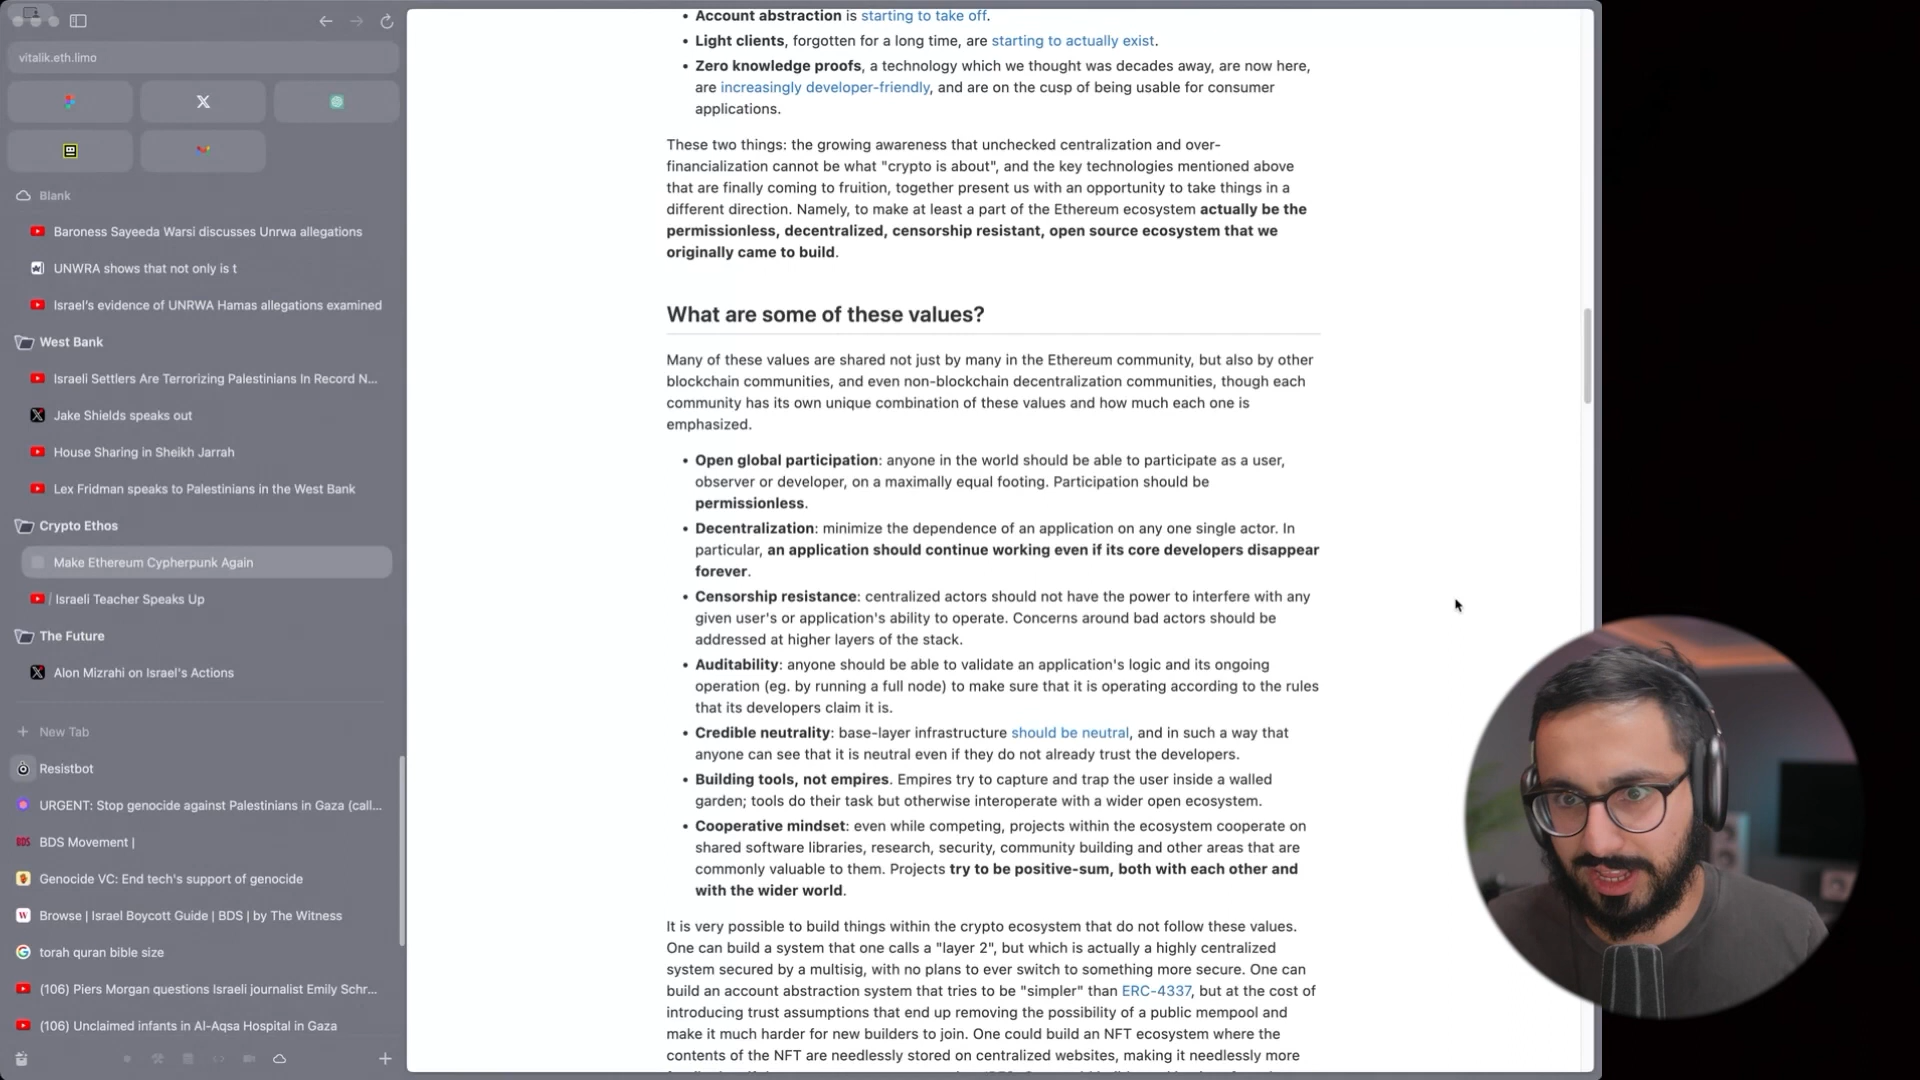 vitalik.eth.limo
Blank
Baroness Sayeeda Warsi discusses Unrwa allegations
UNWRA shows that not only is t
Israel's evidence of UNRWA Hamas allegations examined
West Bank
Israeli Settlers Are Terrorizing Palestinians In Record N...
Jake Shields speaks out
House Sharing in Sheikh Jarrah
Lex Fridman speaks to Palestinians in the West Bank
Crypto Ethos
Make Ethereum Cypherpunk Again
/ Israeli Teacher Speaks Up
The Future
Alon Mizrahi on Israel's Actions
New Tab
Resistbot
URGENT: Stop genocide against Palestinians in Gaza (call...
BDS BDS Movement |
Genocide VC: End tech's support of genocide
W Browse | Israel Boycott Guide | BDS | by The Witness
torah quran bible size
(106) Piers Morgan questions Israeli journalist Emily Schr...
(106) Unclaimed infants in Al-Aqsa Hospital in Gaza
• Account abstraction is starting to take off.
• Light clients, forgotten for a long time, are starting to actually exist.
• Zero knowledge proofs, a technology which we thought was decades away, are now here,
are increasingly developer-friendly, and are on the cusp of being usable for consumer
applications.
These two things: the growing awareness that unchecked centralization and over-
financialization cannot be what "crypto is about", and the key technologies mentioned above
that are finally coming to fruition, together present us with an opportunity to take things in a
different direction. Namely, to make at least a part of the Ethereum ecosystem actually be the
permissionless, decentralized, censorship resistant, open source ecosystem that we
originally came to build.
What are some of these values?
Many of these values are shared not just by many in the Ethereum community, but also by other
blockchain communities, and even non-blockchain decentralization communities, though each
community has its own unique combination of these values and how much each one is
emphasized.
• Open global participation: anyone in the world should be able to participate as a user,
observer or developer, on a maximally equal footing. Participation should be
permissionless.
• Decentralization: minimize the dependence of an application on any one single actor. In
particular, an application should continue working even if its core developers disappear
forever.
• Censorship resistance: centralized actors should not have the power to interfere with any
given user's or application's ability to operate. Concerns around bad actors should be
addressed at higher layers of the stack.
• Auditability: anyone should be able to validate an application's logic and its ongoing
operation (eg. by running a full node) to make sure that it is operating according to the rules
that its developers claim it is.
• Credible neutrality: base-layer infrastructure should be neutral, and in such a way that
anyone can see that it is neutral even if they do not already trust the developers.
• Building tools, not empires. Empires try to capture and trap the user inside a walled
garden; tools do their task but otherwise interoperate with a wider open ecosystem.
• Cooperative mindset: even while competing, projects within the ecosystem cooperate on
shared software libraries, research, security, community building and other areas that are
commonly valuable to them. Projects try to be positive-sum, both with each other and
with the wider world.
It is very possible to build things within the crypto ecosystem that do not follow these values.
One can build a system that one calls a "layer 2", but which is actually a highly centralized
system secured by a multisig, with no plans to ever switch to something more secure. One can
build an account abstraction system that tries to be "simpler" than ERC-4337, but at the cost of
introducing trust assumptions that end up removing the possibility of a public mempool and
make it much harder for new builders to join. One could build an NFT ecosystem where the
contents of the NFT are needlessly stored on centralized websites, making it needlessly more